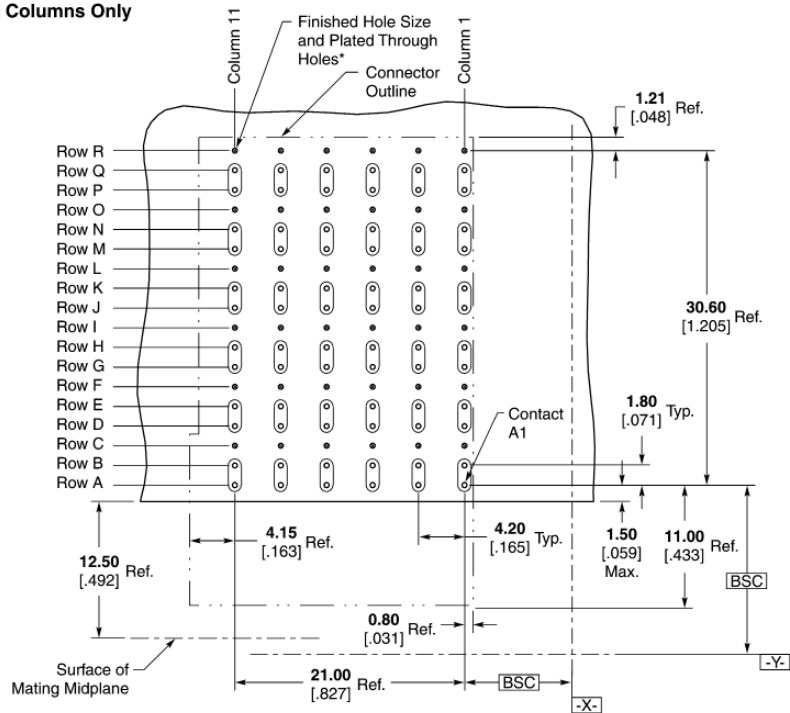 Columns Only
Column 11
Finished Hole Size
and Plated Through
Holes*
Connector
Outline
Column 1
1.21
[.048]
Ref.
Row R
Row Q
Row P
Row O
Row N
Row M
Row L
Row K
Row J
Row I
Row H
Row G
Row F
Row E
Row D
Row C
Row B
Row A
30.60
[1.205]
Ref.
1.80
[.071]
Typ.
Contact
A1
12.50
[.492]
Ref.
4.15
[.163]
Ref.
4.20
[.165]
Typ.
1.50
[.059]
Max.
11.00
[.433]
Ref.
BSC
0.80
[.031]
Ref.
Surface of
Mating Midplane
21.00
[.827]
Ref.
BSC
-Y-
-X-